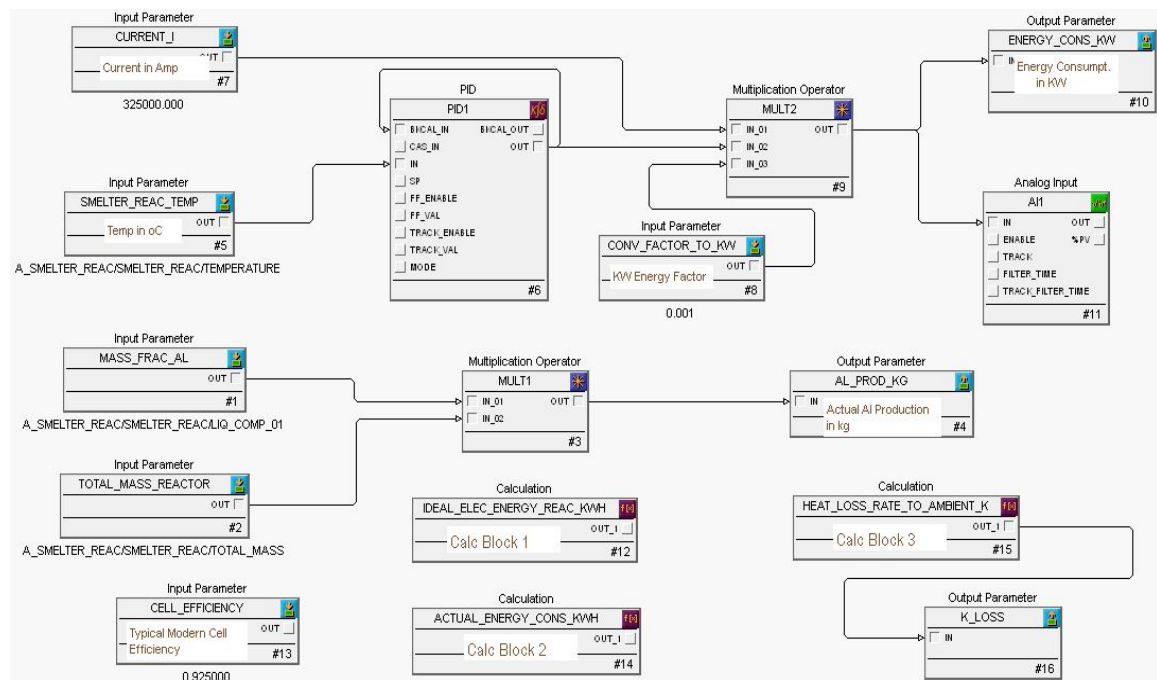 Input Parameter
CURRENT_I
OUT
Current in Amp
#7
325000.000
PID
PID1
BKCAL_IN BKCAL_OUT
CAS_IN OUT
IN
SP
FF_ENABLE
FF_VAL
TRACK_ENABLE
TRACK_VAL
MODE
#6
Multiplication Operator
MULT2
IN_01 OUT
IN_02
IN_03
#9
Output Parameter
ENERGY_CONS_KW
IN
Energy Consumpt.
in KW
#10
Input Parameter
SMELTER_REAC_TEMP
OUT
Temp in oC
#5
A_SMELTER_REAC/SMELTER_REAC/TEMPERATURE
Input Parameter
CONV_FACTOR_TO_KW
OUT
KW Energy Factor
#8
0.001
Analog Input
AI1
IN OUT
ENABLE %PV
TRACK
FILTER_TIME
TRACK_FILTER_TIME
#11
Input Parameter
MASS_FRAC_AL
OUT
#1
A_SMELTER_REAC/SMELTER_REAC/LIQ_COMP_01
Multiplication Operator
MULT1
IN_01 OUT
IN_02
#3
Output Parameter
AL_PROD_KG
IN
Actual Al Production
in kg
#4
Input Parameter
TOTAL_MASS_REACTOR
OUT
#2
A_SMELTER_REAC/SMELTER_REAC/TOTAL_MASS
Calculation
IDEAL_ELEC_ENERGY_REAC_KWH
OUT_1
Calc Block 1
#12
Calculation
HEAT_LOSS_RATE_TO_AMBIENT_K
OUT_1
Calc Block 3
#15
Input Parameter
CELL_EFFICIENCY
OUT
Typical Modern Cell
Efficiency
#13
0.925000
Calculation
ACTUAL_ENERGY_CONS_KWH
OUT_1
Calc Block 2
#14
Output Parameter
K_LOSS
IN
#16